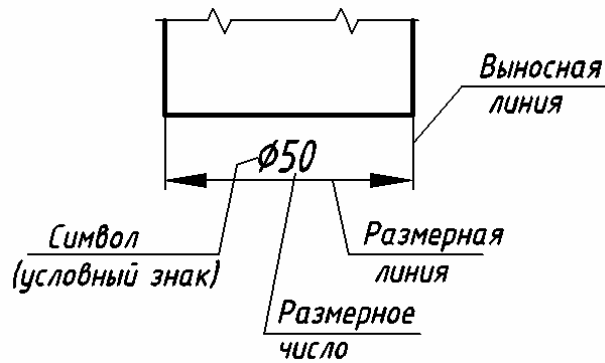 Выносная
линия
Ø50
Символ
(условный знак)
Размерная
линия
Размерное
число